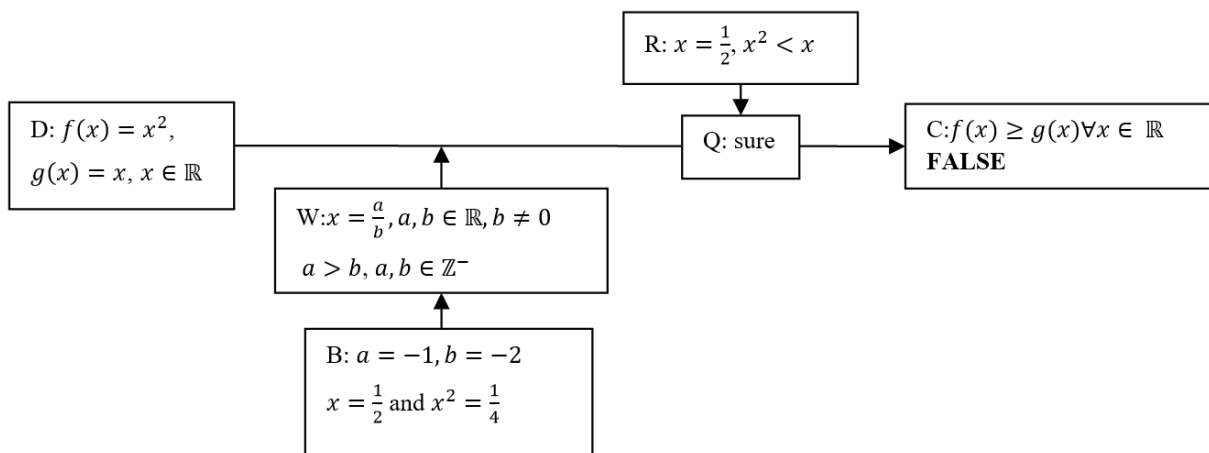 R: 𝑥 = 1/2, 𝑥² < 𝑥
D: 𝑓(𝑥) = 𝑥²,
𝑔(𝑥) = 𝑥, 𝑥 ∈ ℝ
Q: sure
C:𝑓(𝑥) ≥ 𝑔(𝑥)∀𝑥 ∈ ℝ
FALSE
W:𝑥 = 𝑎/𝑏, 𝑎, 𝑏 ∈ ℝ, 𝑏 ≠ 0
𝑎 > 𝑏, 𝑎, 𝑏 ∈ ℤ⁻
B: 𝑎 = −1, 𝑏 = −2
𝑥 = 1/2 and 𝑥² = 1/4